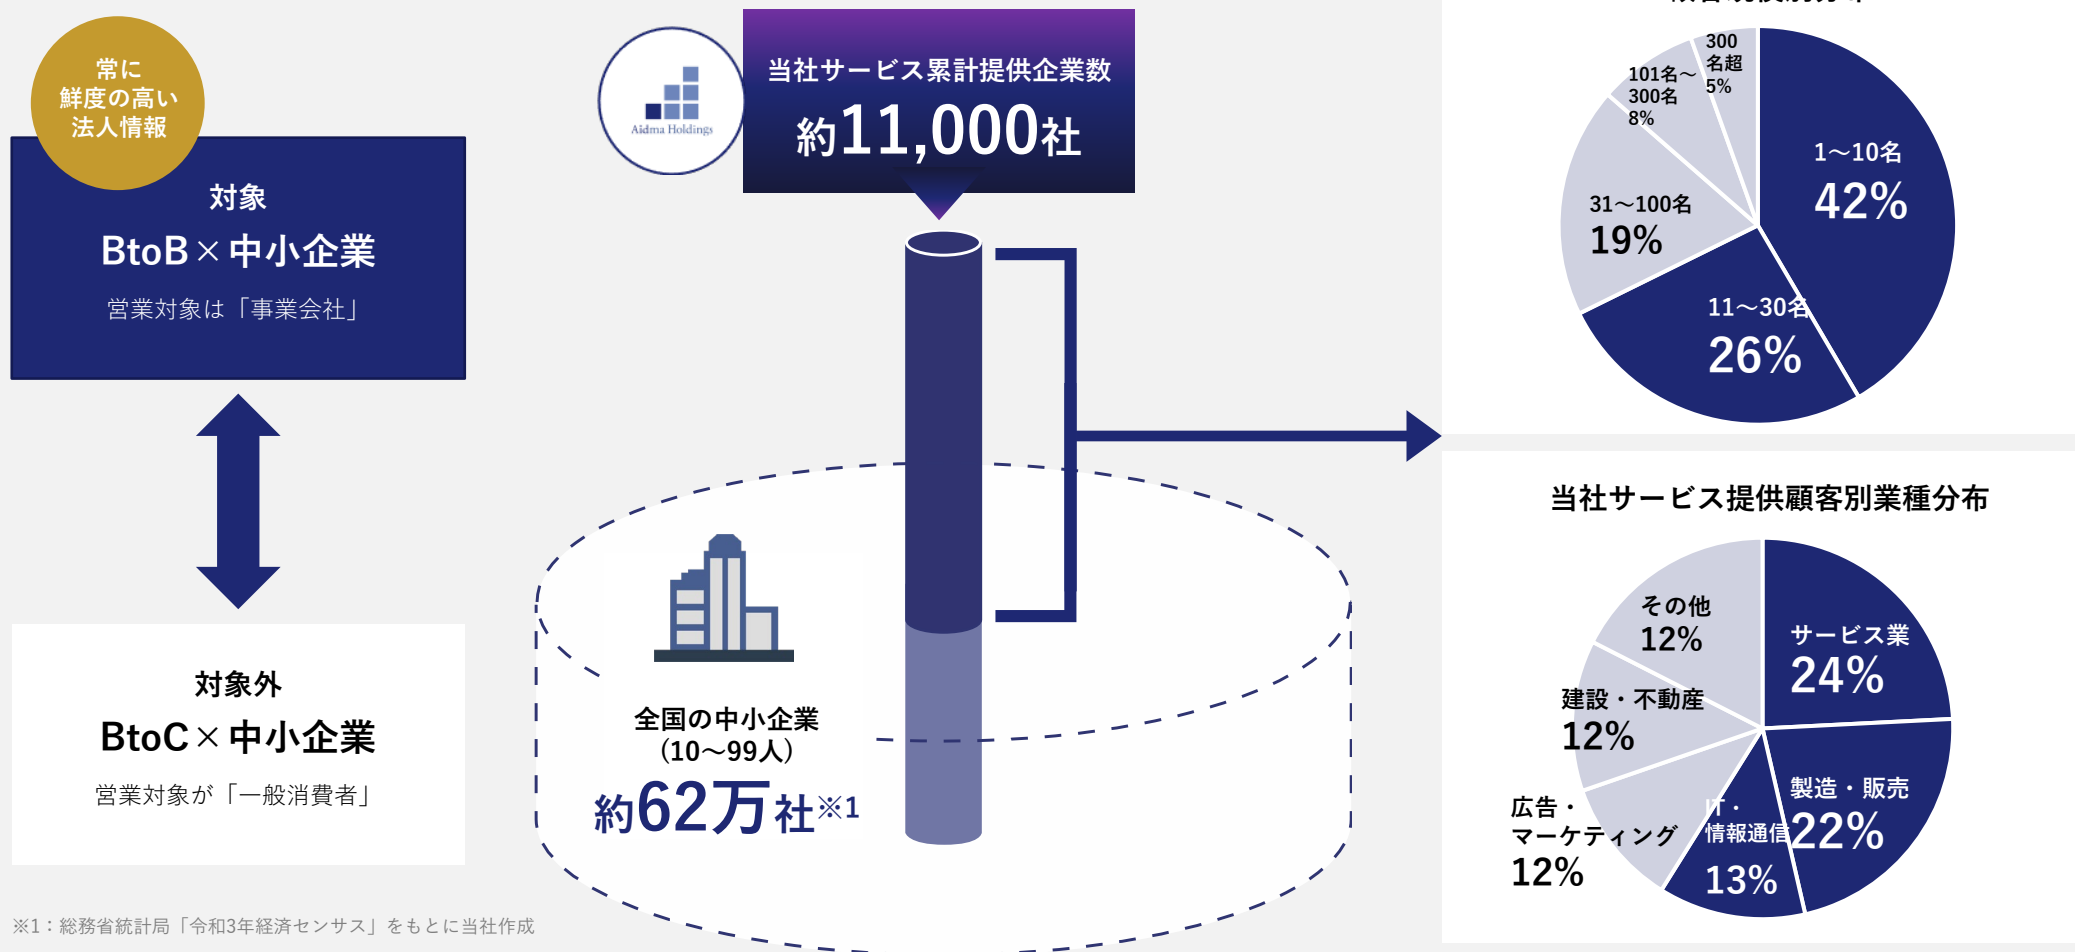 常に
鮮度の高い
法人情報
対象
BtoB×中小企業
営業対象は「事業会社」
対象外
BtoC×中小企業
営業対象が「一般消費者」
※1：総務省統計局「令和3年経済センサス」をもとに当社作成
Aidma Holdings
当社サービス累計提供企業数
約11,000社
全国の中小企業
（10〜99人）
約62万社※1
300
名超
5%
101名〜
300名
8%
1〜10名
42%
31〜100名
19%
11〜30名
26%
当社サービス提供顧客別業種分布
その他
12%
サービス業
24%
建設・不動産
12%
製造・販売
22%
広告・
マーケティング
12%
IT・
情報通信
13%